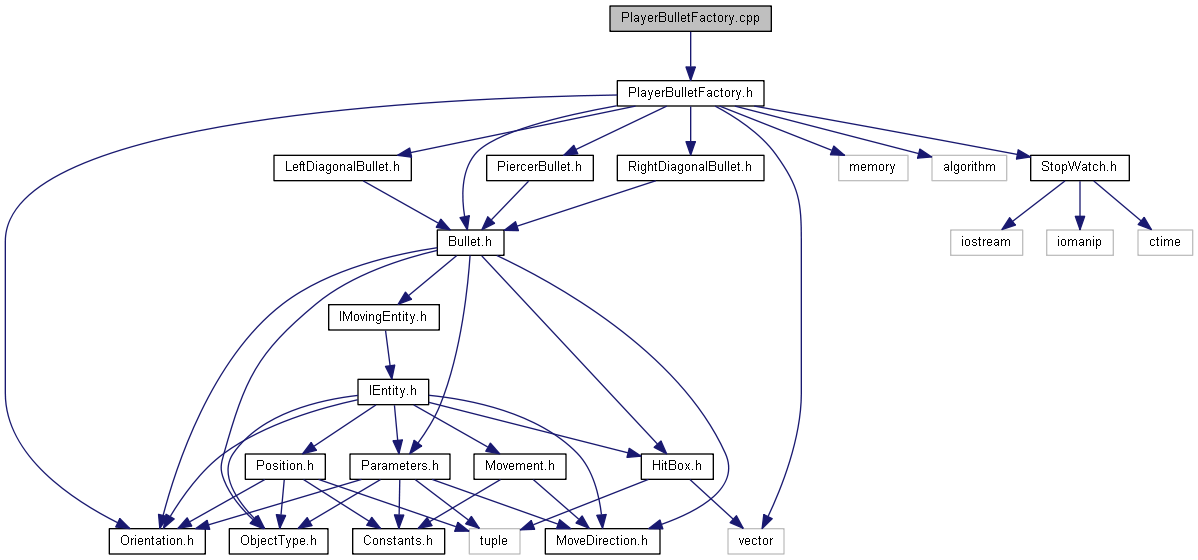 PlayerBulletFactory.cpp
PlayerBulletFactory.h
LeftDiagonalBullet.h
PiercerBullet.h
RightDiagonalBullet.h
memory
algorithm
StopWatch.h
Bullet.h
iostream
iomanip
ctime
IMovingEntity.h
IEntity.h
Position.h
Parameters.h
Movement.h
HitBox.h
Orientation.h
ObjectType.h
Constants.h
tuple
MoveDirection.h
vector